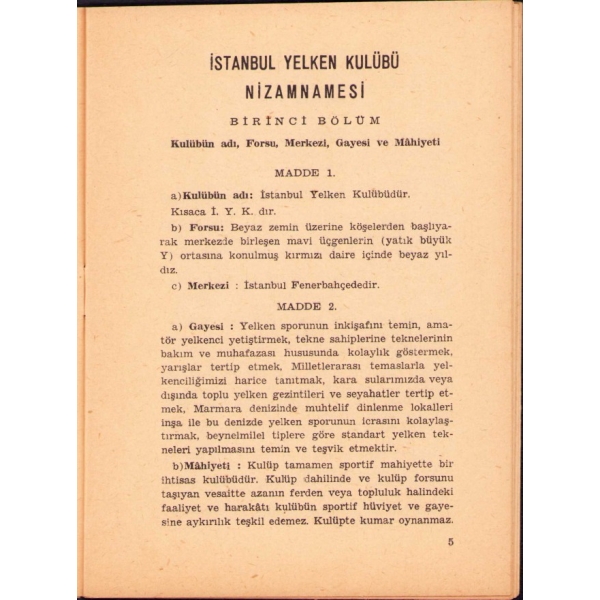 İSTANBUL YELKEN KULÜBÜ
NİZAMNAMESİ
BİRİNCİ BÖLÜM
Kulübün adı, Forsu, Merkezi, Gayesi ve Mâhiyeti
MADDE 1.
a) Kulübün adı: İstanbul Yelken Kulübüdür.
Kısaca İ. Y. K. dır.
b) Forsu: Beyaz zemin üzerine köşelerden başlıya-
rak merkezde birleşen mavi üçgenlerin (yatık büyük
Y) ortasına konulmuş kırmızı daire içinde beyaz yıl-
dız.
c) Merkezi : İstanbul Fenerbahçededir.
MADDE 2.
a) Gayesi : Yelken sporunun inkişafını temin, ama-
tör yelkenci yetiştirmek, tekne sahiplerine teknelerinin
bakım ve muhafazası hususunda kolaylık göstermek,
yarışlar tertip etmek, Milletlerarası temaslarla yel-
kenciliğimizi harice tanıtmak, kara sularımızda veya
dışında toplu yelken gezintileri ve seyahatler tertip et-
mek, Marmara denizinde muhtelif dinlenme lokalleri
inşa ile bu denizde yelken sporunun icrasını kolaylaş-
tırmak, beynelmilel tiplere göre standart yelken tek-
neleri yapılmasını temin ve teşvik etmektir.
b) Mâhiyeti : Kulüp tamamen sportif mahiyette bir
ihtisas kulübüdür. Kulüp dahilinde ve kulüp forsunu
taşıyan vesaitte azanın ferden veya topluluk halindeki
faaliyet ve harakâtı kulübün sportif hüviyet ve gaye-
sine aykırılık teşkil edemez. Kulüpte kumar oynanmaz.
5